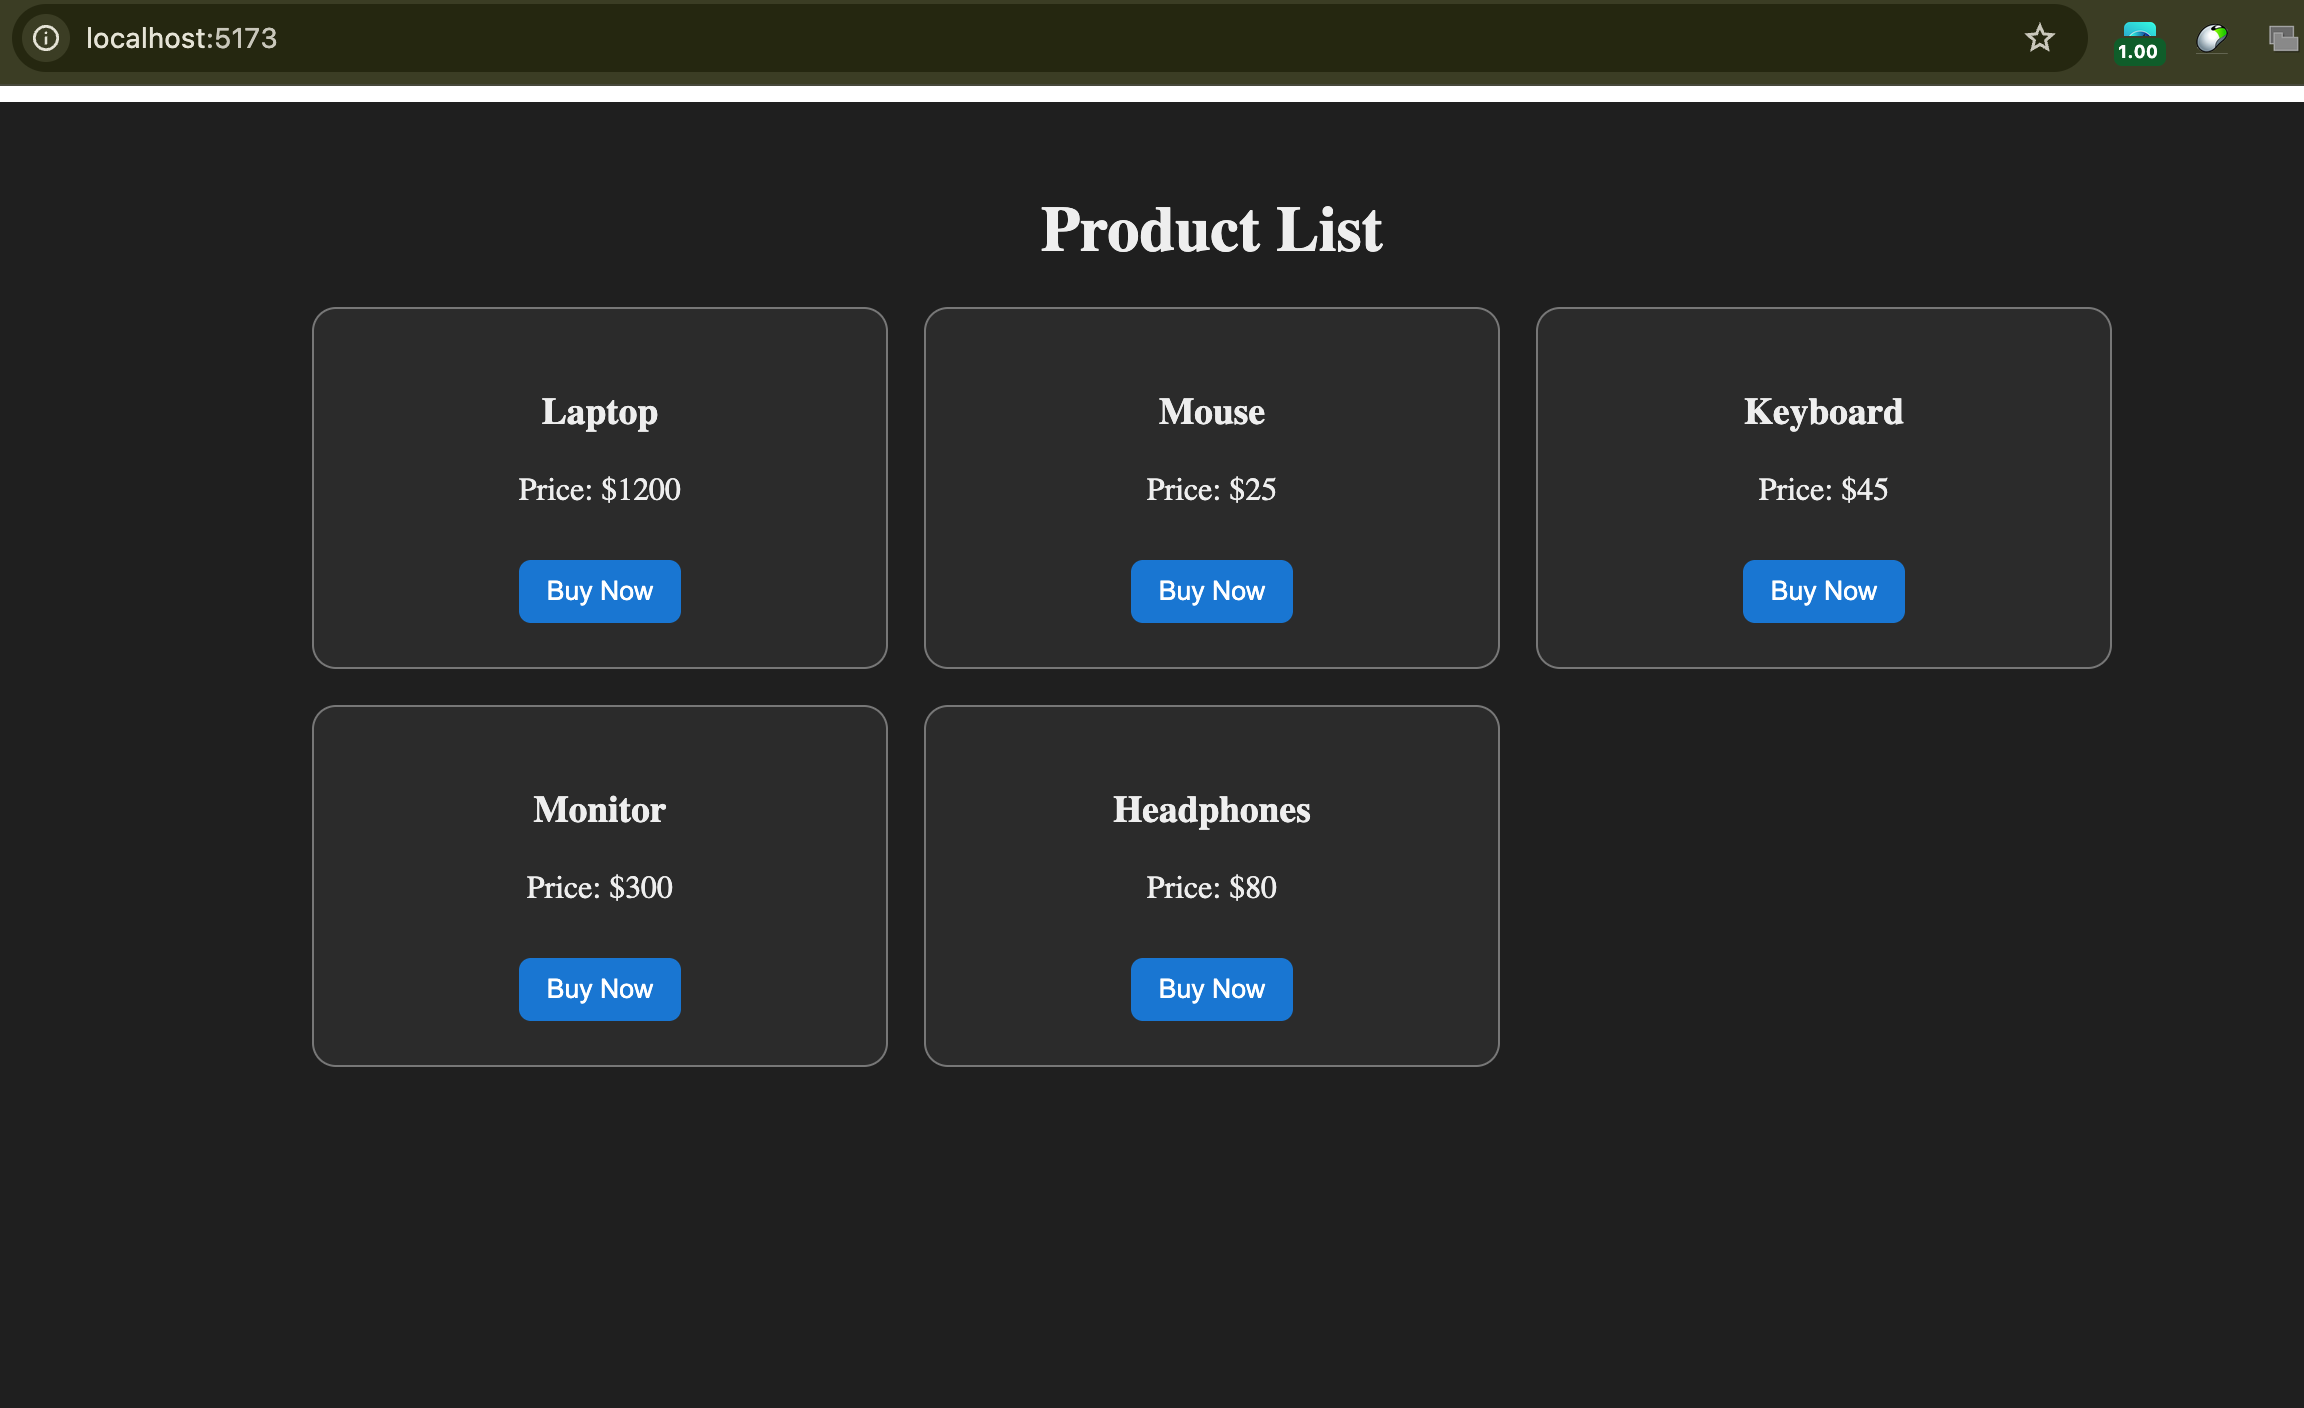 localhost:5173
1.00
Product List
Laptop
Price: $1200
Buy Now
Mouse
Price: $25
Buy Now
Keyboard
Price: $45
Buy Now
Monitor
Price: $300
Buy Now
Headphones
Price: $80
Buy Now